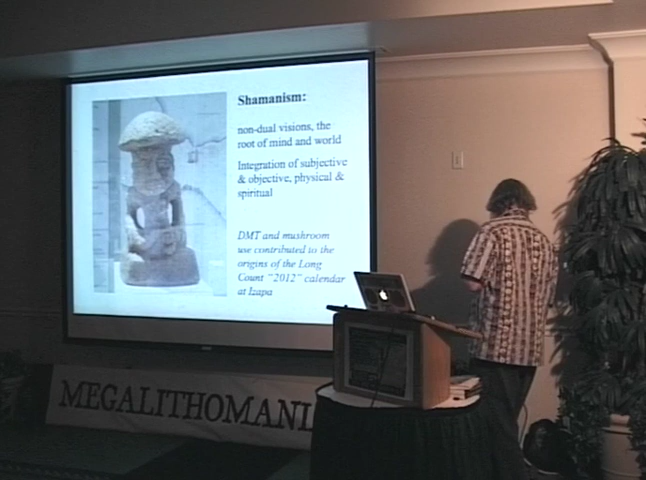 Shamanism:
non-dual visions, the
root of mind and world
Integration of subjective
& objective, physical &
spiritual
DMT and mushroom
use contributed to the
origins of the Long
Count "2012" calendar
at Izapa
MEGALITHOMANI